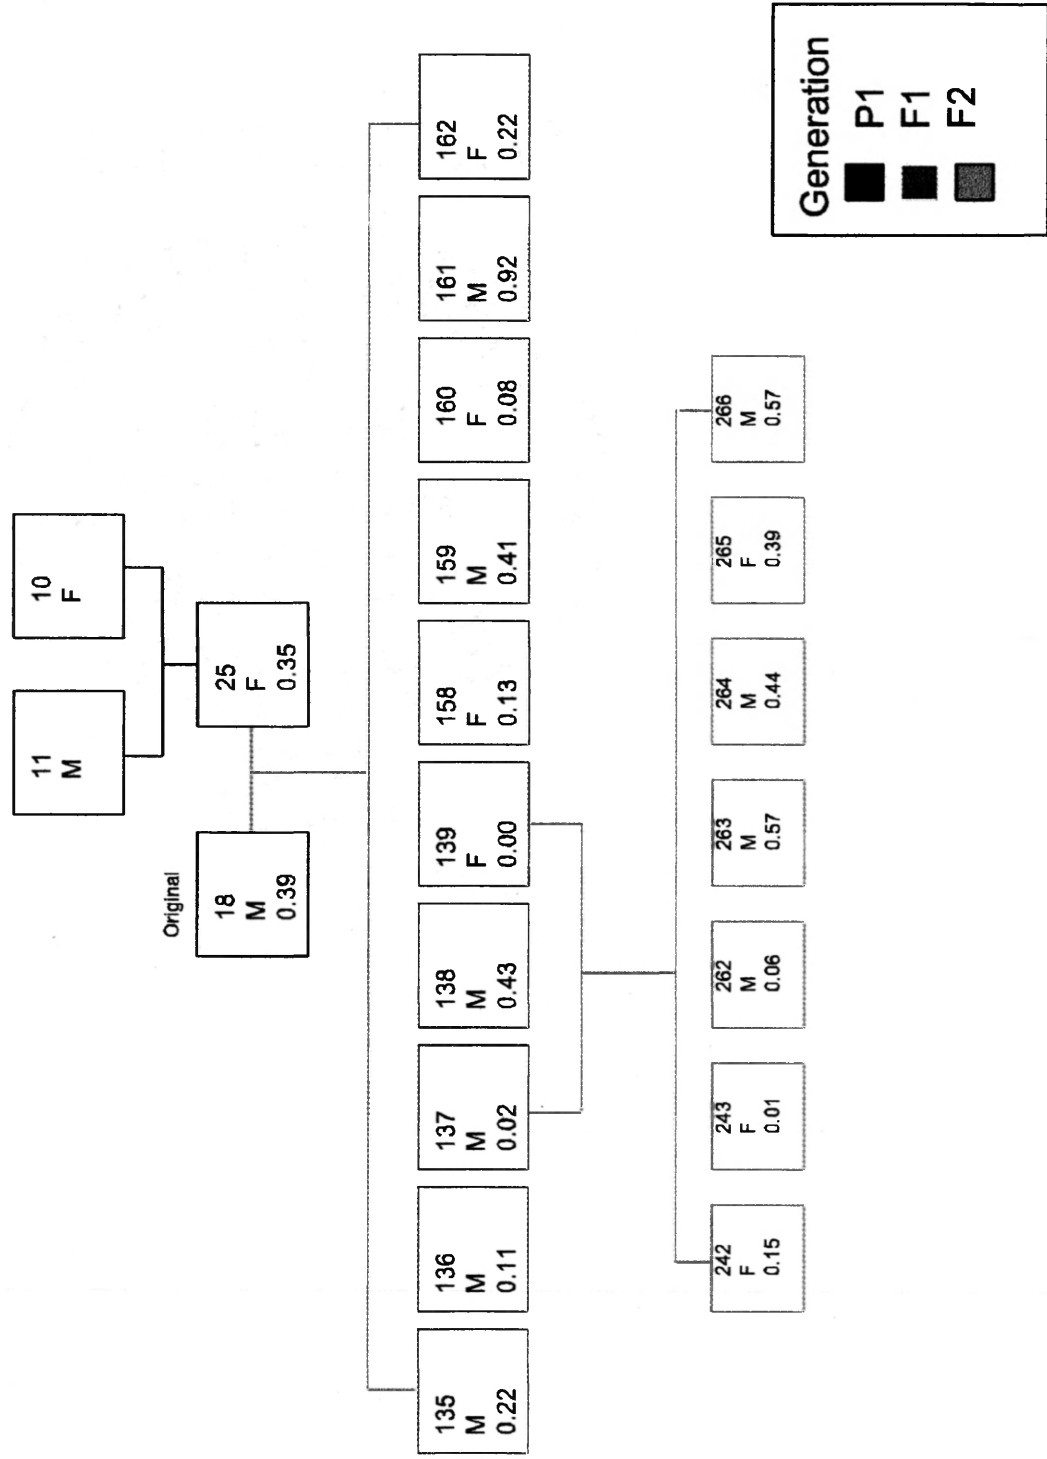 11
M
10
F
Original
18
M
0.39
25
F
0.35
135
M
0.22
136
M
0.11
137
M
0.02
138
M
0.43
139
F
0.00
158
F
0.13
159
M
0.41
160
F
0.08
161
M
0.92
162
F
0.22
242
F
0.15
243
F
0.01
262
M
0.06
263
M
0.57
264
M
0.44
265
F
0.39
266
M
0.57
Generation
P1
F1
F2